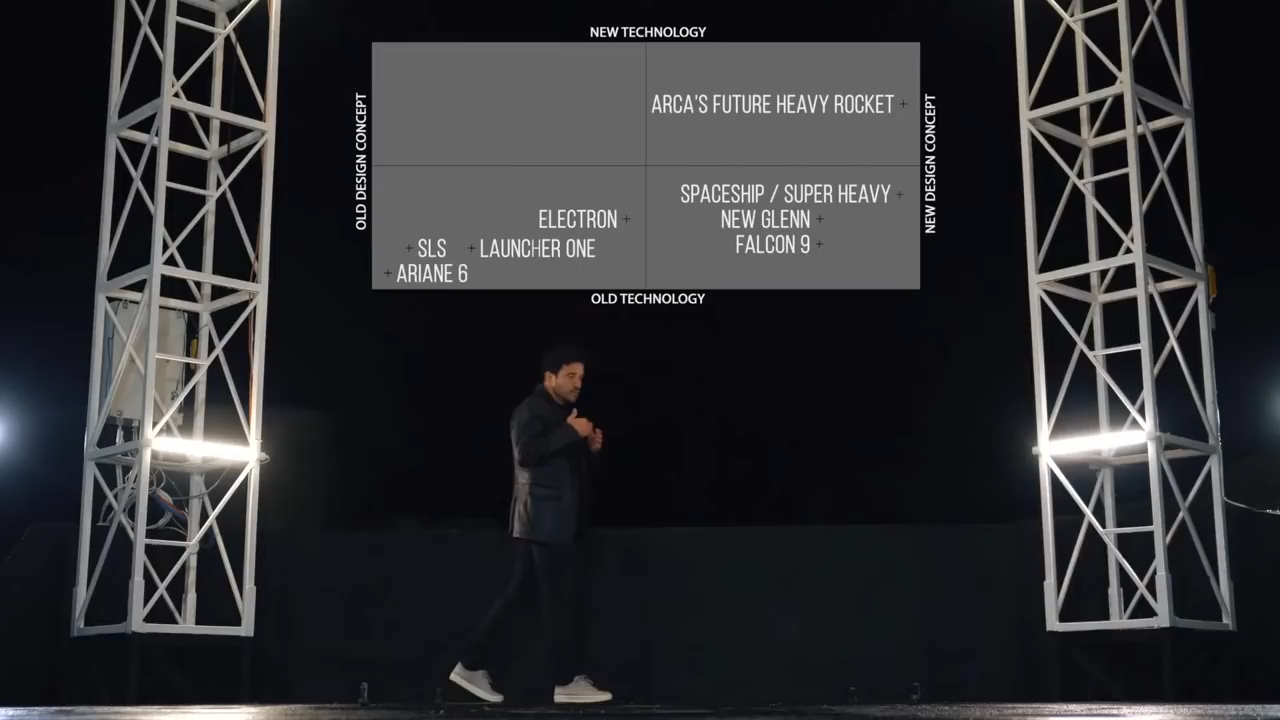 NEW TECHNOLOGY
OLD DESIGN CONCEPT
NEW DESIGN CONCEPT
ARCA'S FUTURE HEAVY ROCKET +
SPACESHIP / SUPER HEAVY +
ELECTRON +
NEW GLENN +
+ SLS
+ LAUNCHER ONE
FALCON 9 +
+ ARIANE 6
OLD TECHNOLOGY